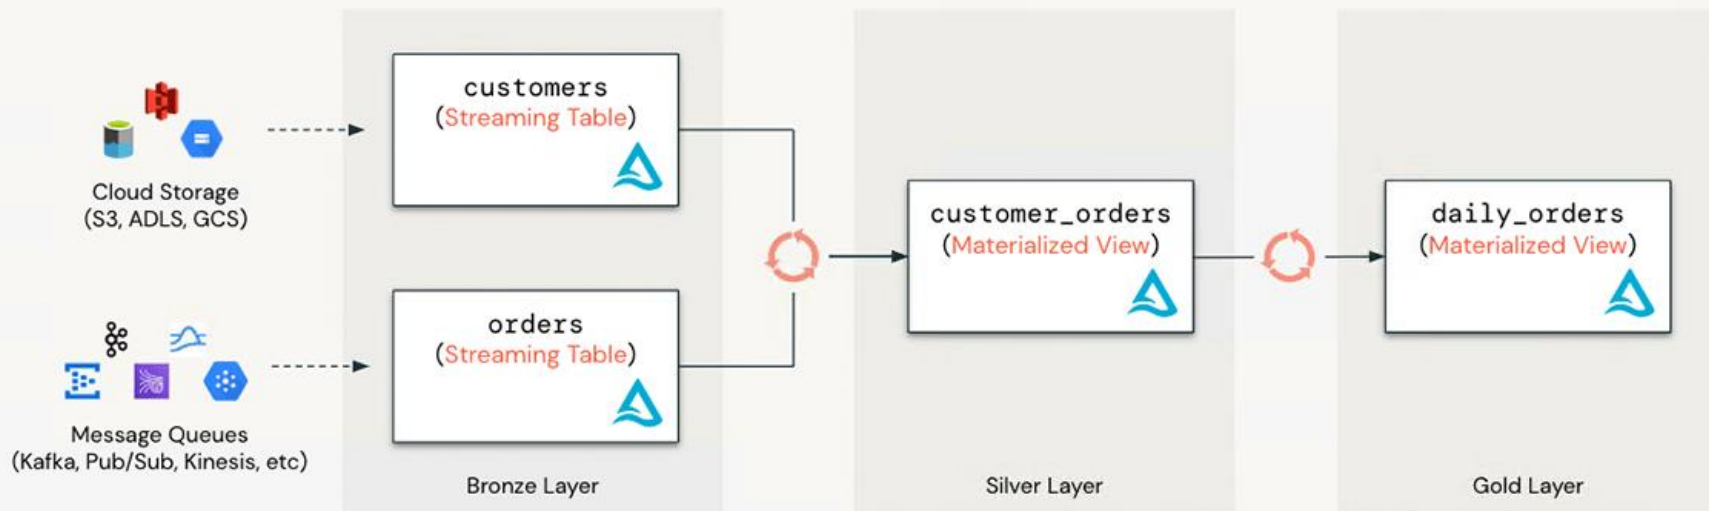 Cloud Storage
(S3, ADLS, GCS)
Message Queues
(Kafka, Pub/Sub, Kinesis, etc)
customers
(Streaming Table)
orders
(Streaming Table)
Bronze Layer
customer_orders
(Materialized View)
Silver Layer
daily_orders
(Materialized View)
Gold Layer